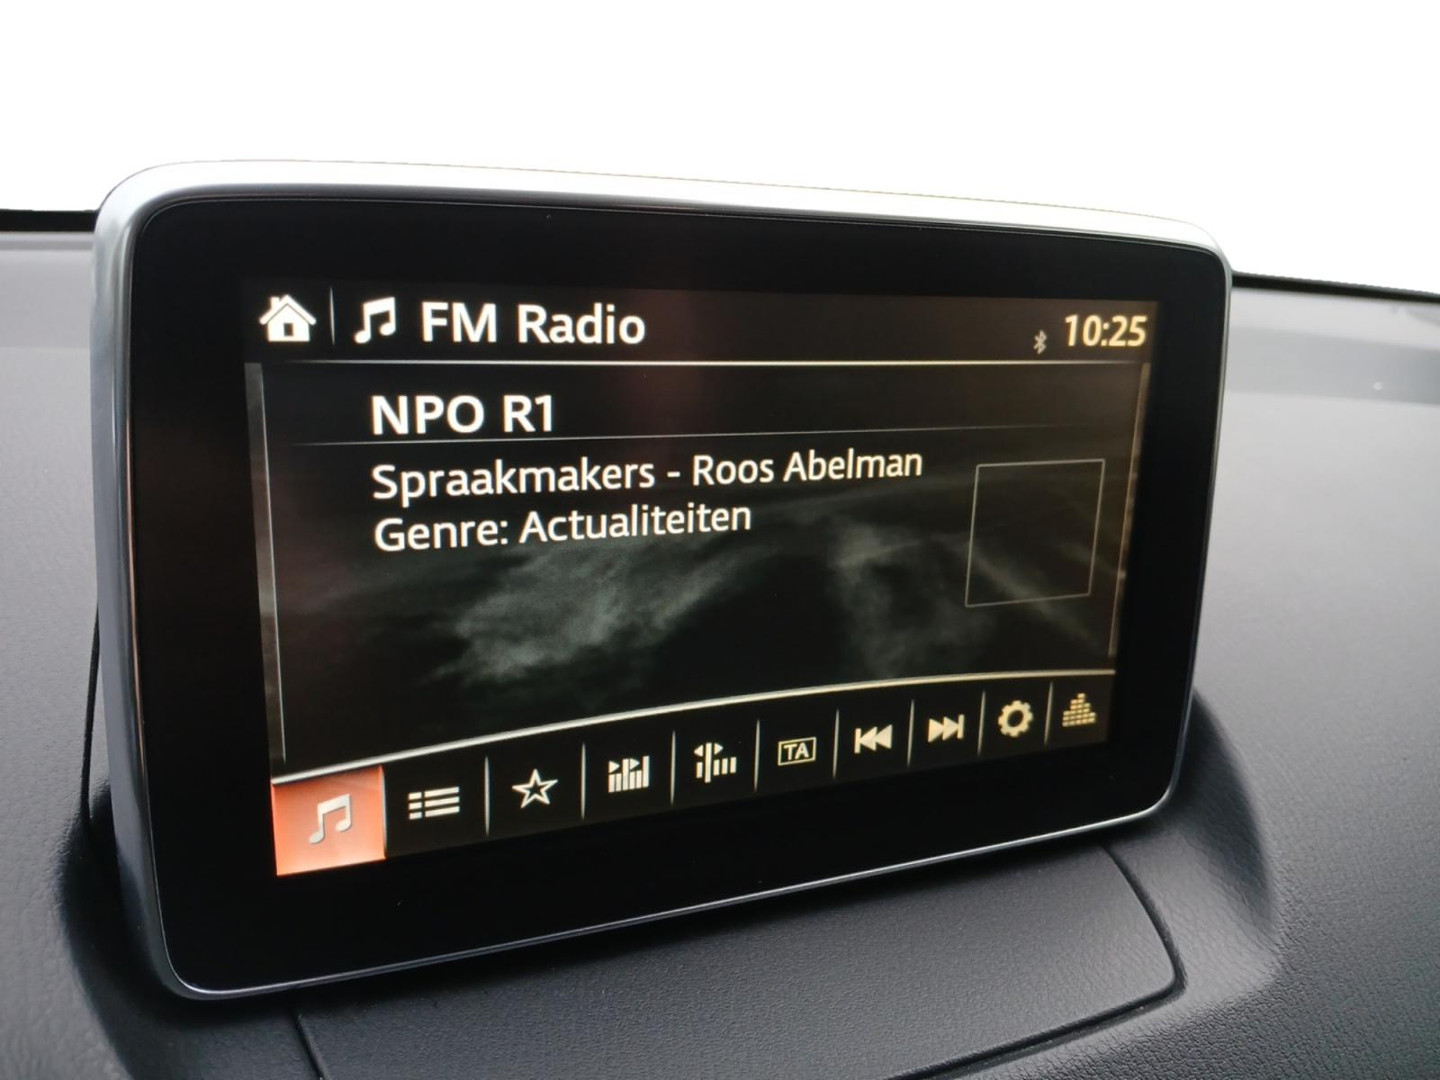 FM Radio
10:25
NPO R1
Spraakmakers - Roos Abelman
Genre: Actualiteiten
TA